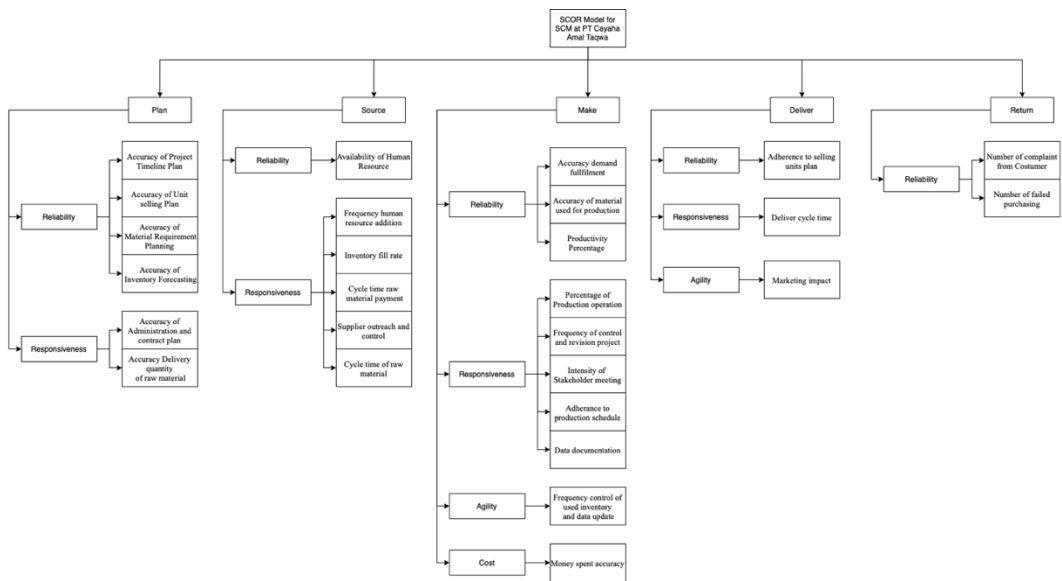 SCOR Model for
SCM at PT Cayaha
Amal Taqwa
Plan
Source
Make
Deliver
Return
Reliability
Accuracy of Project
Timeline Plan
Accuracy of Unit
selling Plan
Accuracy of
Material Requirement
Planning
Accuracy of
Inventory Forecasting
Responsiveness
Accuracy of
Administration and
contract plan
Accuracy Delivery
quantity
of raw material
Reliability
Availability of Human
Resource
Responsiveness
Frequency human
resource addition
Inventory fill rate
Cycle time raw
material payment
Supplier outreach and
control
Cycle time of raw
material
Reliability
Accuracy demand
fullfilment
Accuracy of material
used for production
Productivity
Percentage
Responsiveness
Percentage of
Production operation
Frequency of control
and revision project
Intensity of
Stakeholder meeting
Adherance to
production schedule
Data documentation
Agility
Frequency control of
used inventory
and data update
Cost
Money spent accuracy
Reliability
Adherence to selling
units plan
Responsiveness
Deliver cycle time
Agility
Marketing impact
Reliability
Number of complaint
from Costumer
Number of failed
purchasing